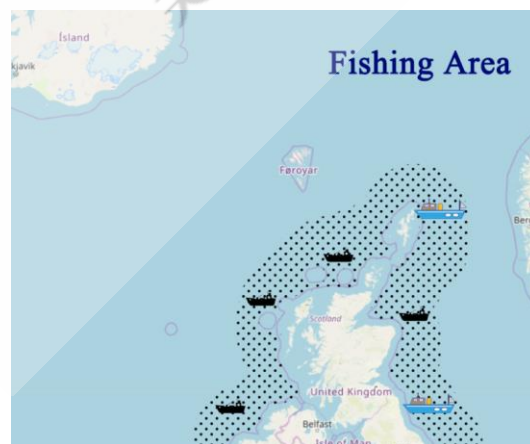 Ísland
Fishing Area
Føroyar
Scotland
United Kingdom
Belfast
Isle of Man